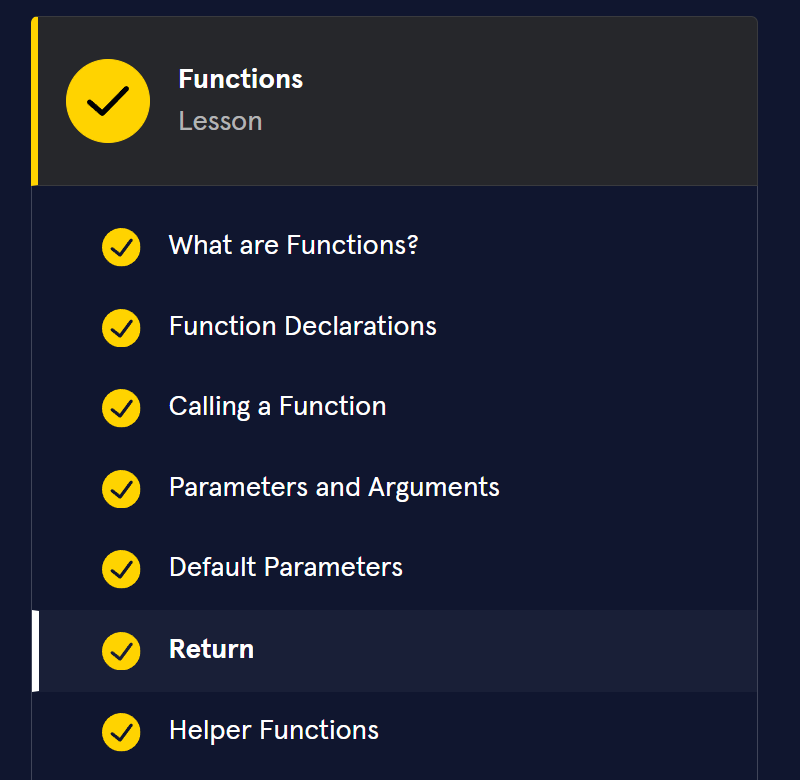 Functions
Lesson
What are Functions?
Function Declarations
Calling a Function
Parameters and Arguments
Default Parameters
Return
Helper Functions